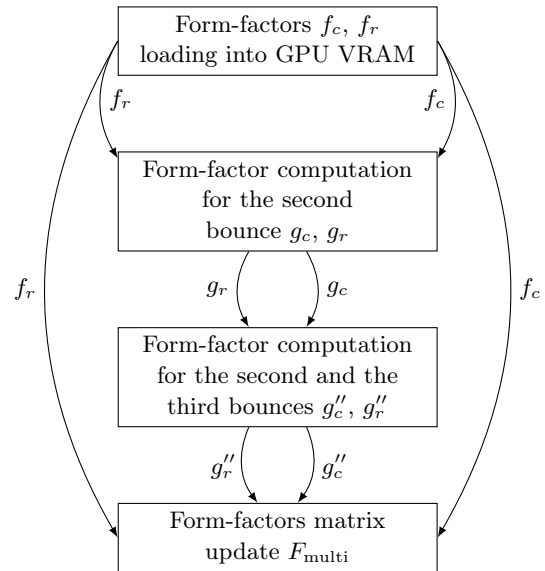 Form-factors f_c, f_r
loading into GPU VRAM
f_r f_c
Form-factor computation
for the second
bounce g_c, g_r
f_r g_r g_c f_c
Form-factor computation
for the second and the
third bounces g''_c, g''_r
g''_r g''_c
Form-factors matrix
update F_multi